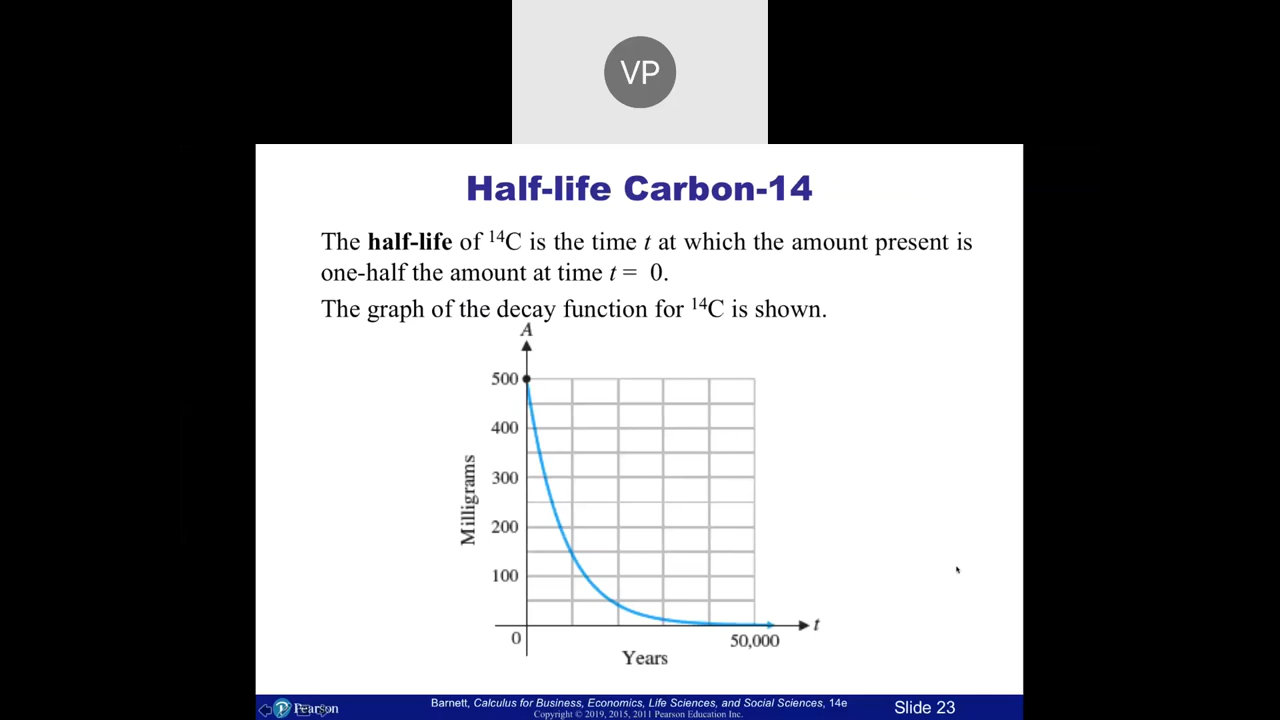 VP
Half-life Carbon-14
The half-life of ¹⁴C is the time t at which the amount present is
one-half the amount at time t = 0.
The graph of the decay function for ¹⁴C is shown.
A
500
400
300
200
100
0
Milligrams
50,000
t
Years
Pearson
Barnett, Calculus for Business, Economics, Life Sciences, and Social Sciences, 14e
Copyright © 2019, 2015, 2011 Pearson Education Inc.
Slide 23